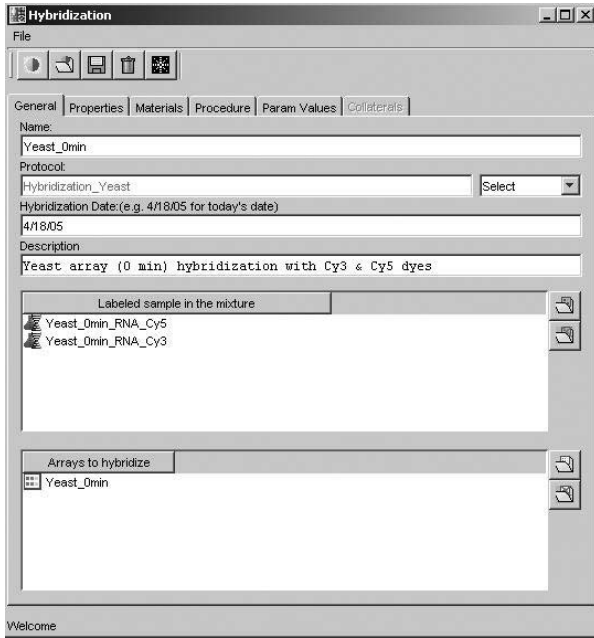 Hybridization
File
General Properties Materials Procedure Param Values Collaterals
Name:
Yeast_0min
Protocol:
Hybridization_Yeast Select
Hybridization Date:(e.g. 4/18/05 for today's date)
4/18/05
Description
Yeast array (0 min) hybridization with Cy3 & Cy5 dyes
Labeled sample in the mixture
Yeast_0min_RNA_Cy5
Yeast_0min_RNA_Cy3
Arrays to hybridize
Yeast_0min
Welcome